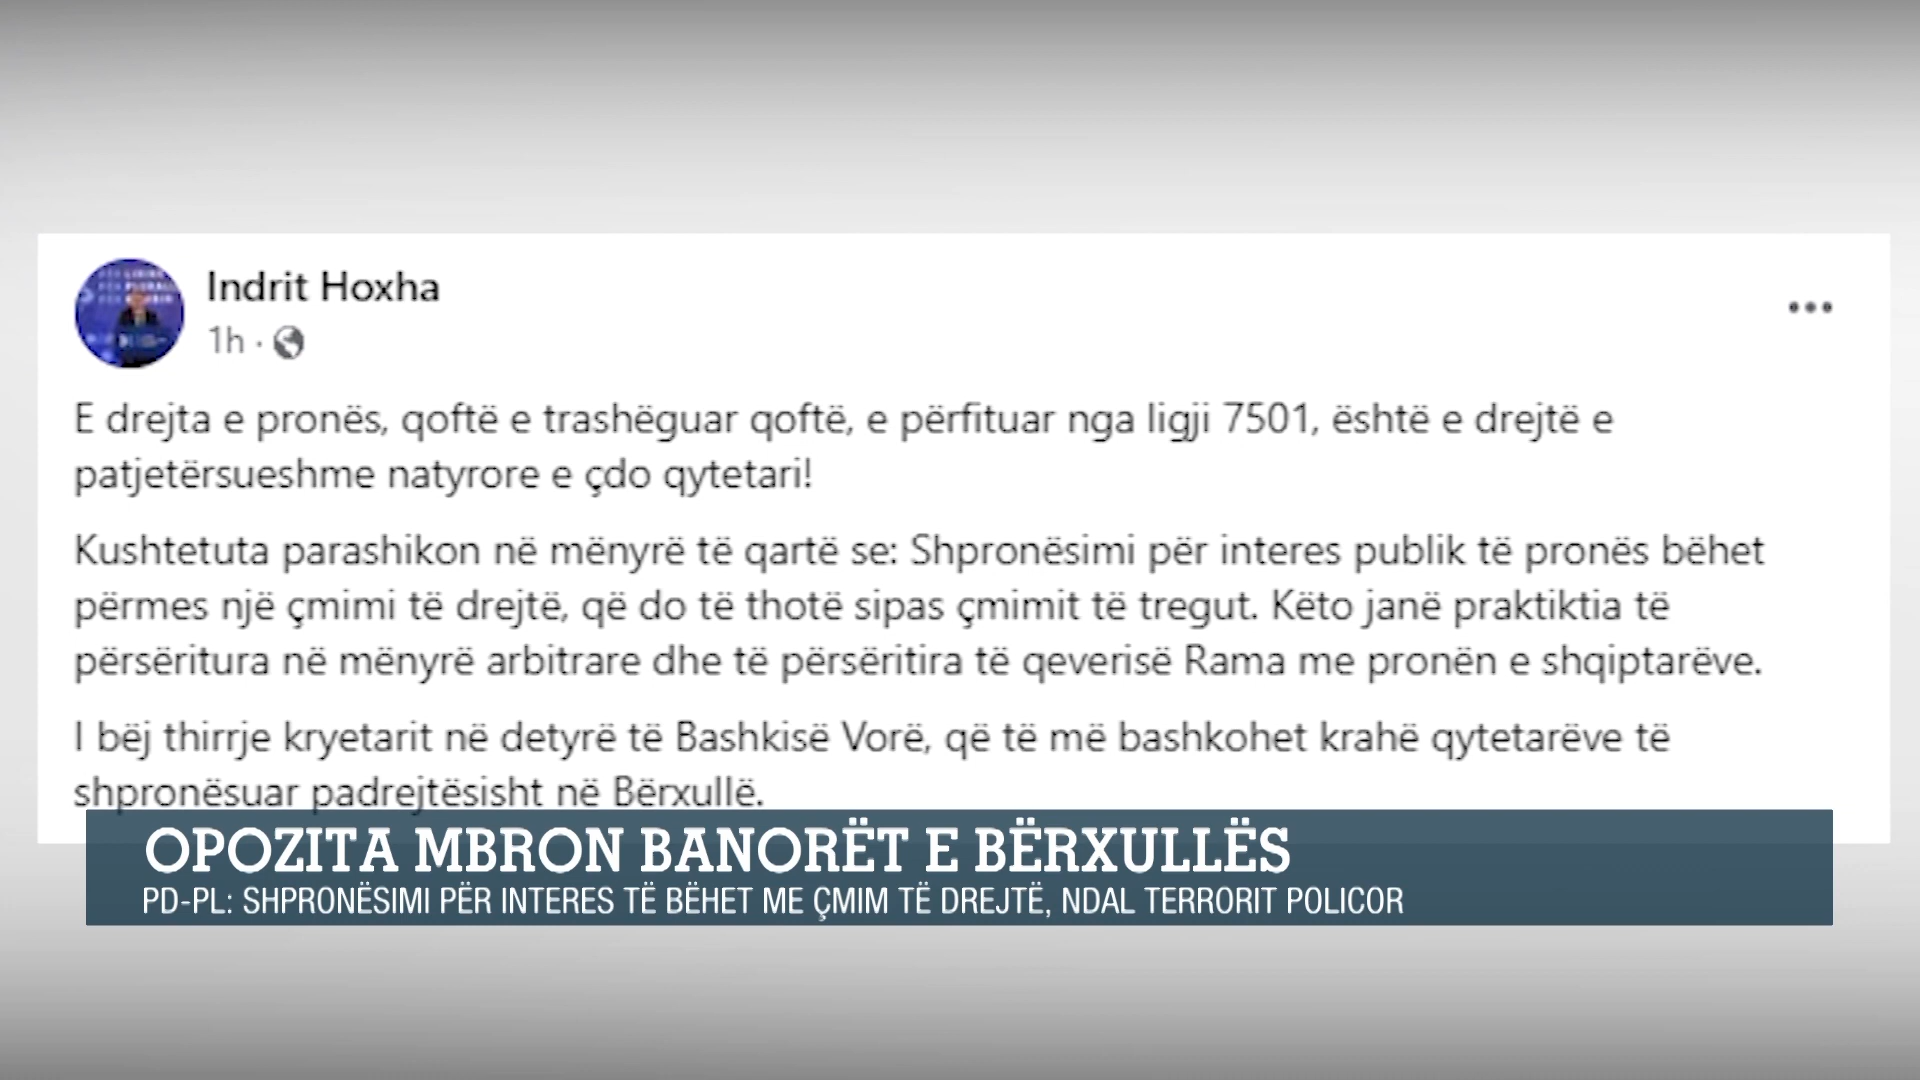 Indrit Hoxha
1h ·
E drejta e pronës, qoftë e trashëguar qoftë, e përfituar nga ligji 7501, është e drejtë e
patjetërsueshme natyrore e çdo qytetari!
Kushtetuta parashikon në mënyrë të qartë se: Shpronësimi për interes publik të pronës bëhet
përmes një çmimi të drejtë, që do të thotë sipas çmimit të tregut. Këto janë praktiktia të
përsëritura në mënyrë arbitrare dhe të përsëritira të qeverisë Rama me pronën e shqiptarëve.
I bëj thirrje kryetarit në detyrë të Bashkisë Vorë, që të më bashkohet krahë qytetarëve të
shpronësuar padrejtësisht në Bërxullë.
OPOZITA MBRON BANORËT E BËRXULLËS
PD-PL: SHPRONËSIMI PËR INTERES TË BËHET ME ÇMIM TË DREJTË, NDAL TERRORIT POLICOR